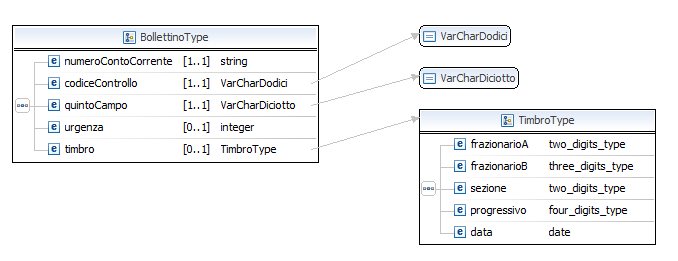 BollettinoType
numeroContoCorrente [1..1] string
codiceControllo [1..1] VarCharDodici
quintoCampo [1..1] VarCharDiciotto
urgenza [0..1] integer
timbro [0..1] TimbroType
VarCharDodici
VarCharDiciotto
TimbroType
frazionarioA two_digits_type
frazionarioB three_digits_type
sezione two_digits_type
progressivo four_digits_type
data date